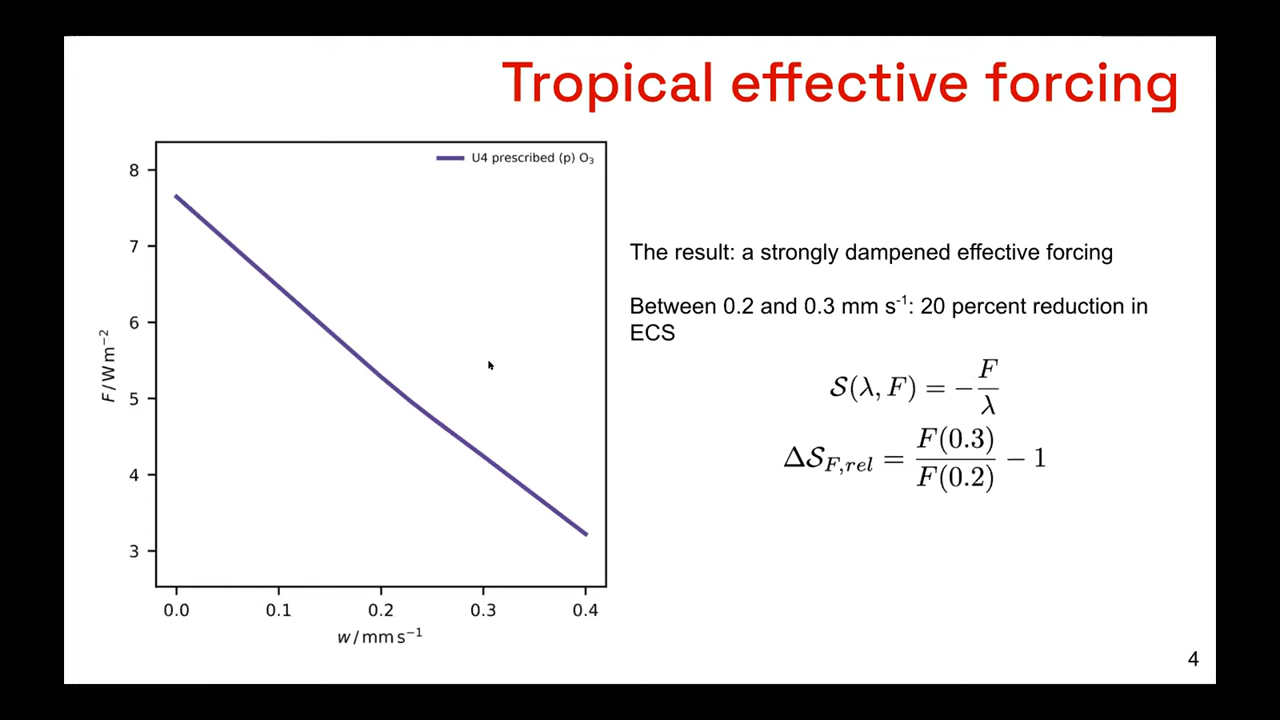 Tropical effective forcing
U4 prescribed (p) O₃
8
7
6
5
4
3
F / W m⁻²
0.0 0.1 0.2 0.3 0.4
w / mm s⁻¹
The result: a strongly dampened effective forcing
Between 0.2 and 0.3 mm s⁻¹: 20 percent reduction in
ECS
𝒮(λ, F) = −F/λ
Δ𝒮_{F,rel} = F(0.3)/F(0.2) − 1
4